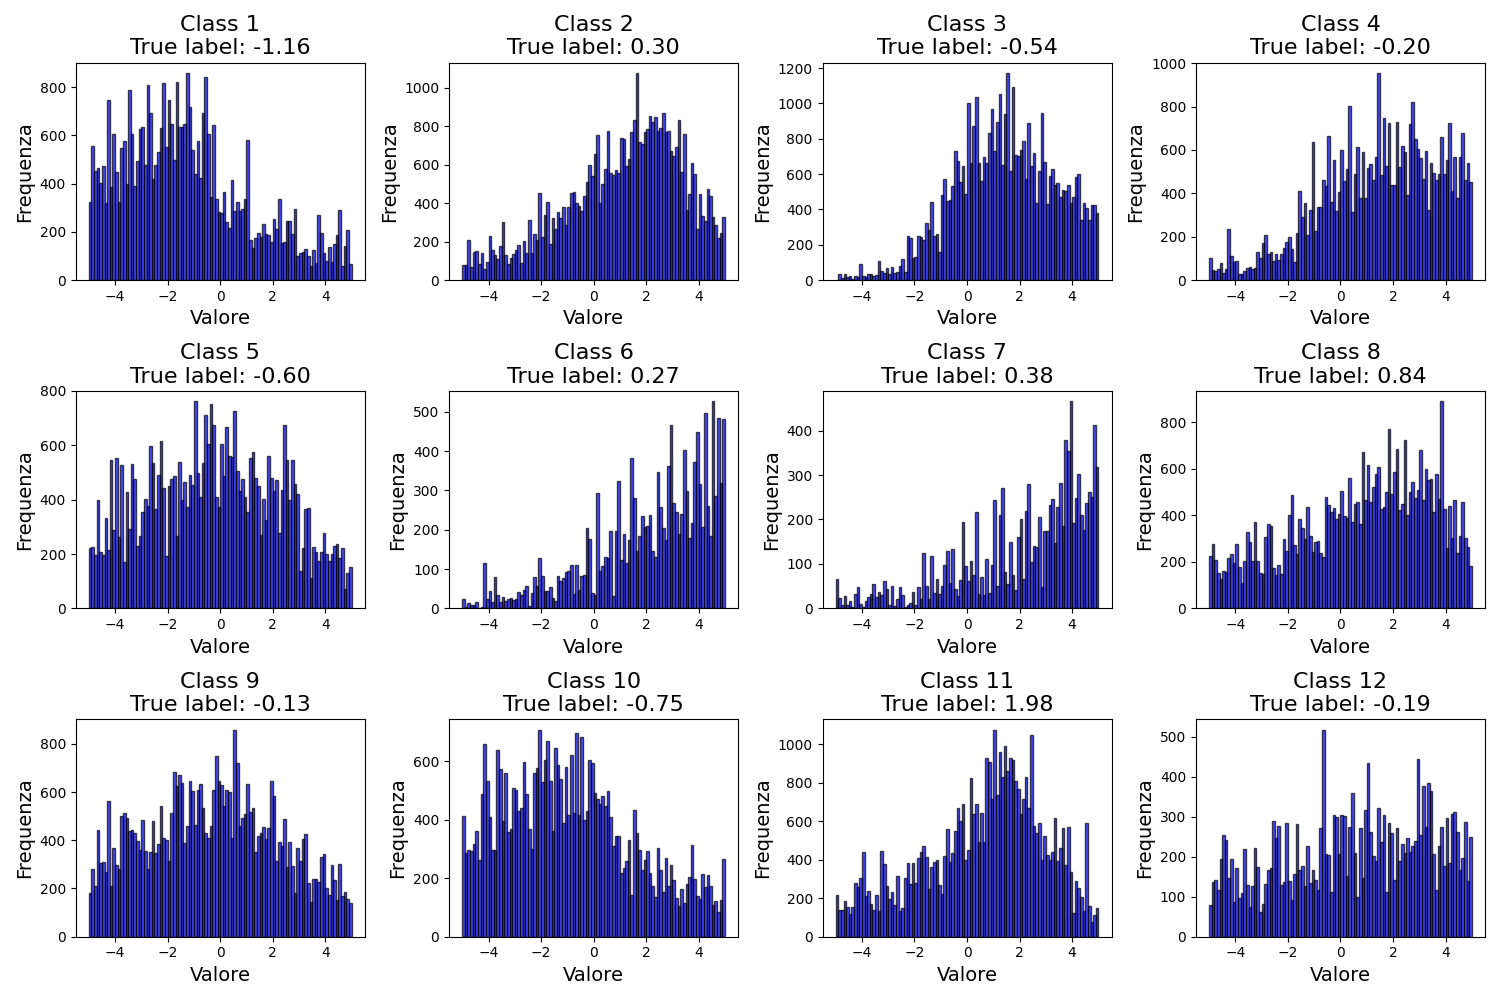 Class 1
True label: -1.16
Class 2
True label: 0.30
Class 3
True label: -0.54
Class 4
True label: -0.20
Frequenza
800
600
400
200
0
−4 −2 0 2 4
Valore
Frequenza
1000
800
600
400
200
0
−4 −2 0 2 4
Valore
Frequenza
1200
1000
800
600
400
200
0
−4 −2 0 2 4
Valore
Frequenza
1000
800
600
400
200
0
−4 −2 0 2 4
Valore
Class 5
True label: -0.60
Class 6
True label: 0.27
Class 7
True label: 0.38
Class 8
True label: 0.84
Frequenza
800
600
400
200
0
−4 −2 0 2 4
Valore
Frequenza
500
400
300
200
100
0
−4 −2 0 2 4
Valore
Frequenza
400
300
200
100
0
−4 −2 0 2 4
Valore
Frequenza
800
600
400
200
0
−4 −2 0 2 4
Valore
Class 9
True label: -0.13
Class 10
True label: -0.75
Class 11
True label: 1.98
Class 12
True label: -0.19
Frequenza
800
600
400
200
0
−4 −2 0 2 4
Valore
Frequenza
600
400
200
0
−4 −2 0 2 4
Valore
Frequenza
1000
800
600
400
200
0
−4 −2 0 2 4
Valore
Frequenza
500
400
300
200
100
0
−4 −2 0 2 4
Valore